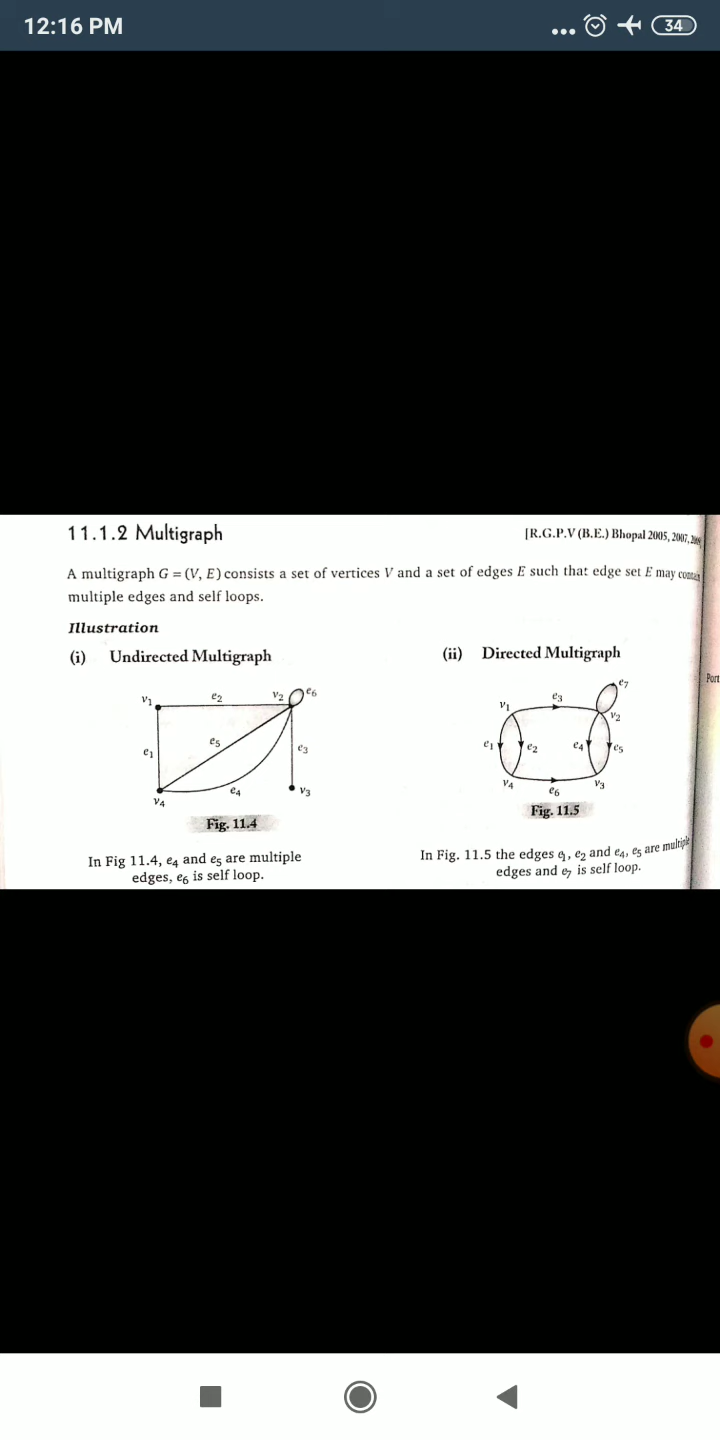 12:16 PM
34
11.1.2 Multigraph
[R.G.P.V (B.E.) Bhopal 2005, 2007,
A multigraph G = (V, E) consists a set of vertices V and a set of edges E such that edge set E may contain
multiple edges and self loops.
Illustration
(i) Undirected Multigraph
(ii) Directed Multigraph
Port
v1
e2
v2
e6
e1
e5
e3
v4
e4
v3
Fig. 11.4
v1
e3
e7
v2
e1
e2
e4
e5
v4
e6
v3
Fig. 11.5
In Fig 11.4, e4 and e5 are multiple
edges, e6 is self loop.
In Fig. 11.5 the edges e1, e2 and e4, e5 are multiple
edges and e7 is self loop.